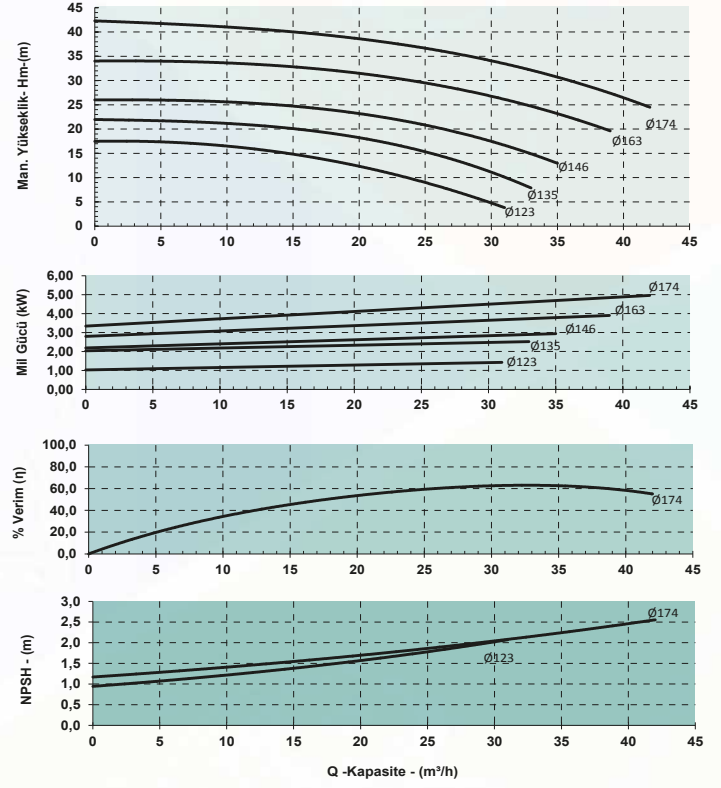 Man. Yükseklik- Hm-(m)
45
40
35
30
25
20
15
10
5
0
Ø174
Ø163
Ø146
Ø135
Ø123
0 5 10 15 20 25 30 35 40 45
Mil Gücü (kW)
6,00
5,00
4,00
3,00
2,00
1,00
0,00
Ø174
Ø163
Ø146
Ø135
Ø123
0 5 10 15 20 25 30 35 40 45
% Verim (η)
100,0
80,0
60,0
40,0
20,0
0,0
Ø174
0 5 10 15 20 25 30 35 40 45
NPSH - (m)
3,0
2,5
2,0
1,5
1,0
0,5
0,0
Ø174
Ø123
0 5 10 15 20 25 30 35 40 45
Q -Kapasite - (m³/h)